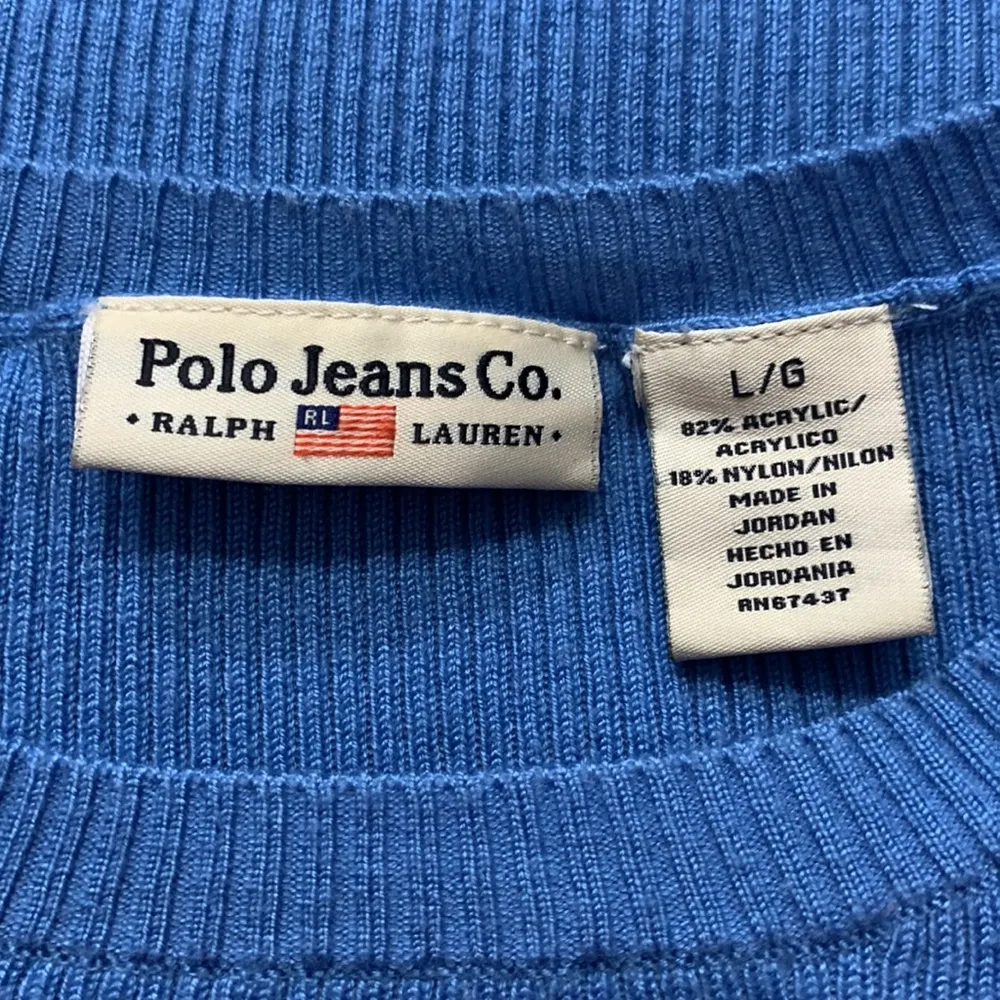 Polo Jeans Co.
• RALPH RL LAUREN •
L/G
82% ACRYLIC/
ACRYLICO
18% NYLON/NILON
MADE IN
JORDAN
HECHO EN
JORDANIA
RN67437